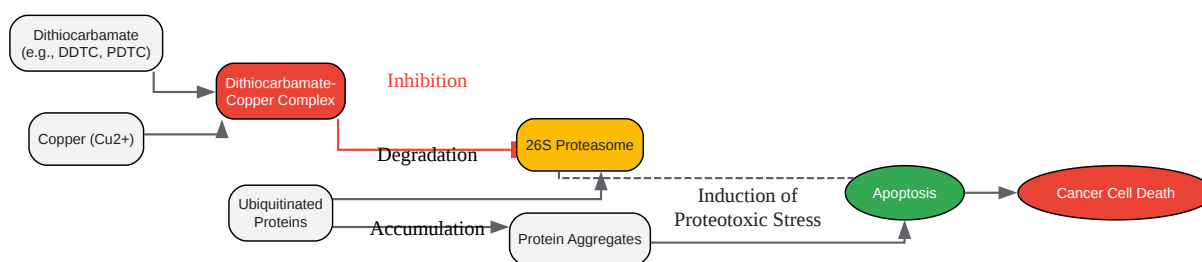 Dithiocarbamate
(e.g., DDTC, PDTC)
Dithiocarbamate-
Copper Complex
Inhibition
Copper (Cu2+)
Degradation
26S Proteasome
Ubiquitinated
Proteins
Accumulation
Protein Aggregates
Induction of
Proteotoxic Stress
Apoptosis
Cancer Cell Death